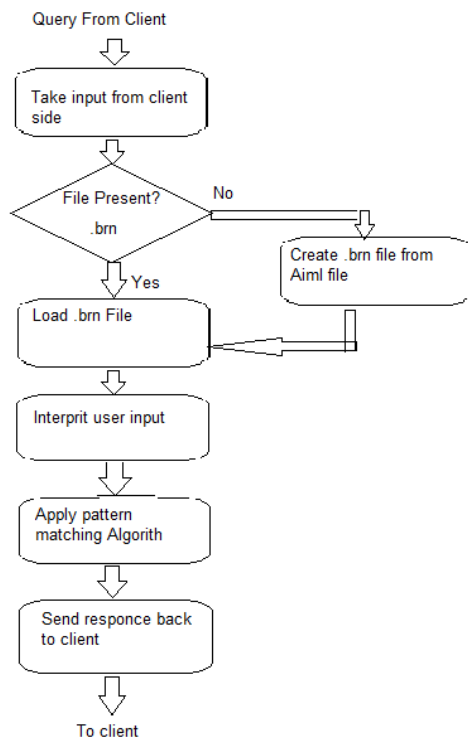 Query From Client
Take input from client
side
File Present?
.brn
No
Create .brn file from
Aiml file
Yes
Load .brn File
Interprit user input
Apply pattern
matching Algorith
Send responce back
to client
To client